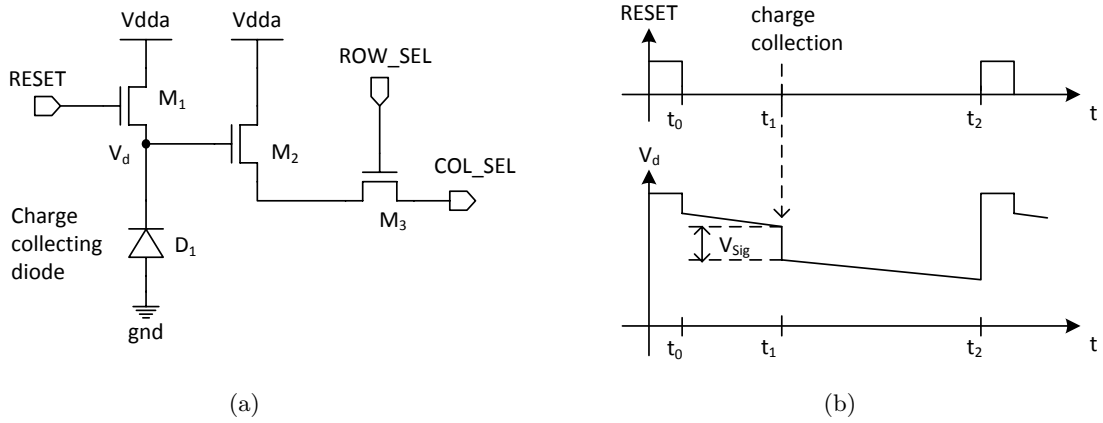 Vdda
Vdda
RESET
M1
Vd
M2
ROW_SEL
COL_SEL
M3
Charge
collecting
diode
D1
gnd
(a)
RESET
charge
collection
t0
t1
t2
t
Vd
VSig
t0
t1
t2
t
(b)